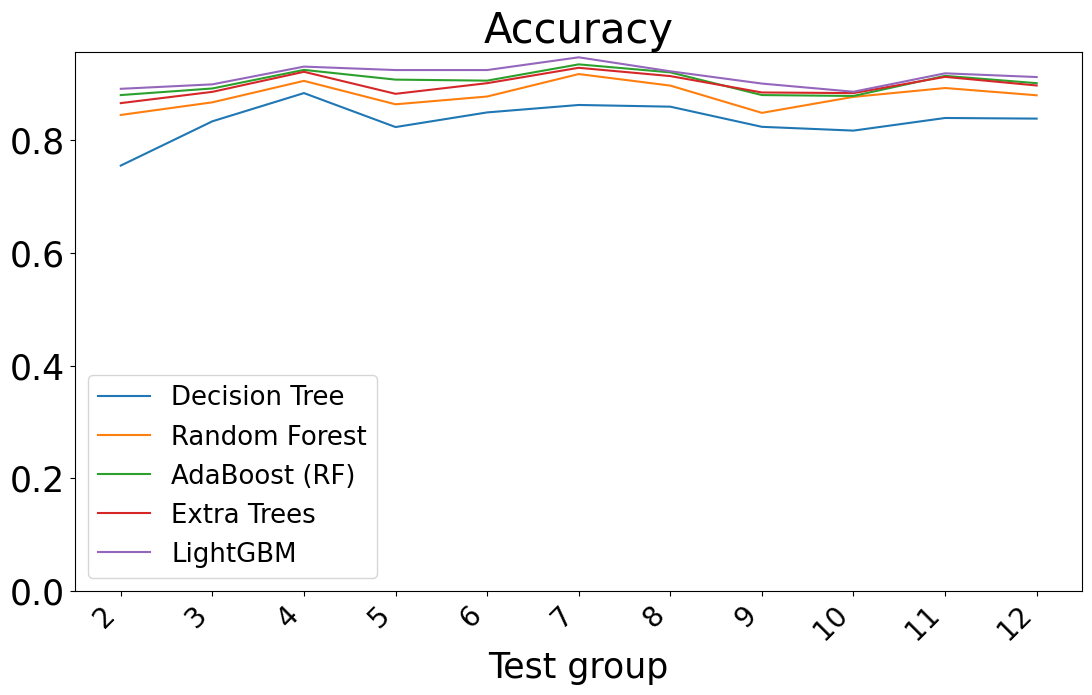 Accuracy
0.8
0.6
0.4
0.2
0.0
Decision Tree
Random Forest
AdaBoost (RF)
Extra Trees
LightGBM
2 3 4 5 6 7 8 9 10 11 12
Test group